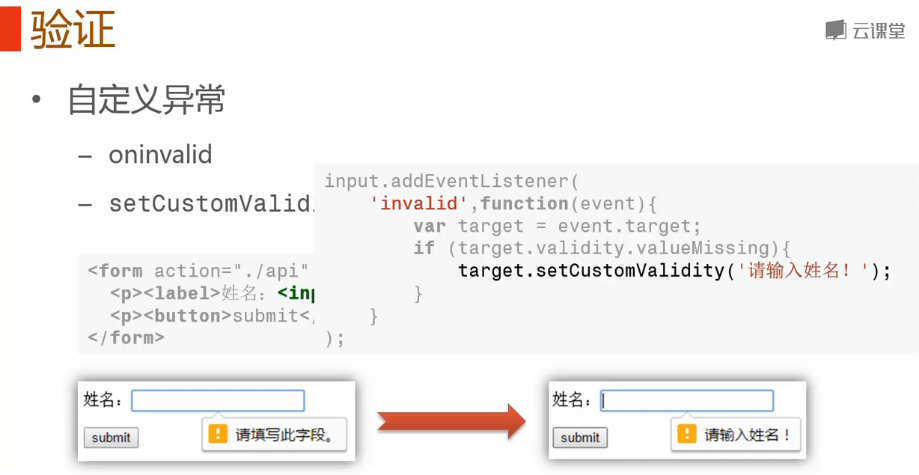 验证
云课堂
• 自定义异常
– oninvalid
– setCustomValid
input.addEventListener(
'invalid',function(event){
var target = event.target;
if (target.validity.valueMissing){
target.setCustomValidity('请输入姓名！');
}
}
);
<form action="./api"
<p><label>姓名：<inp
<p><button>submit<
</form>
姓名：
请填写此字段。
submit
姓名：
请输入姓名！
submit